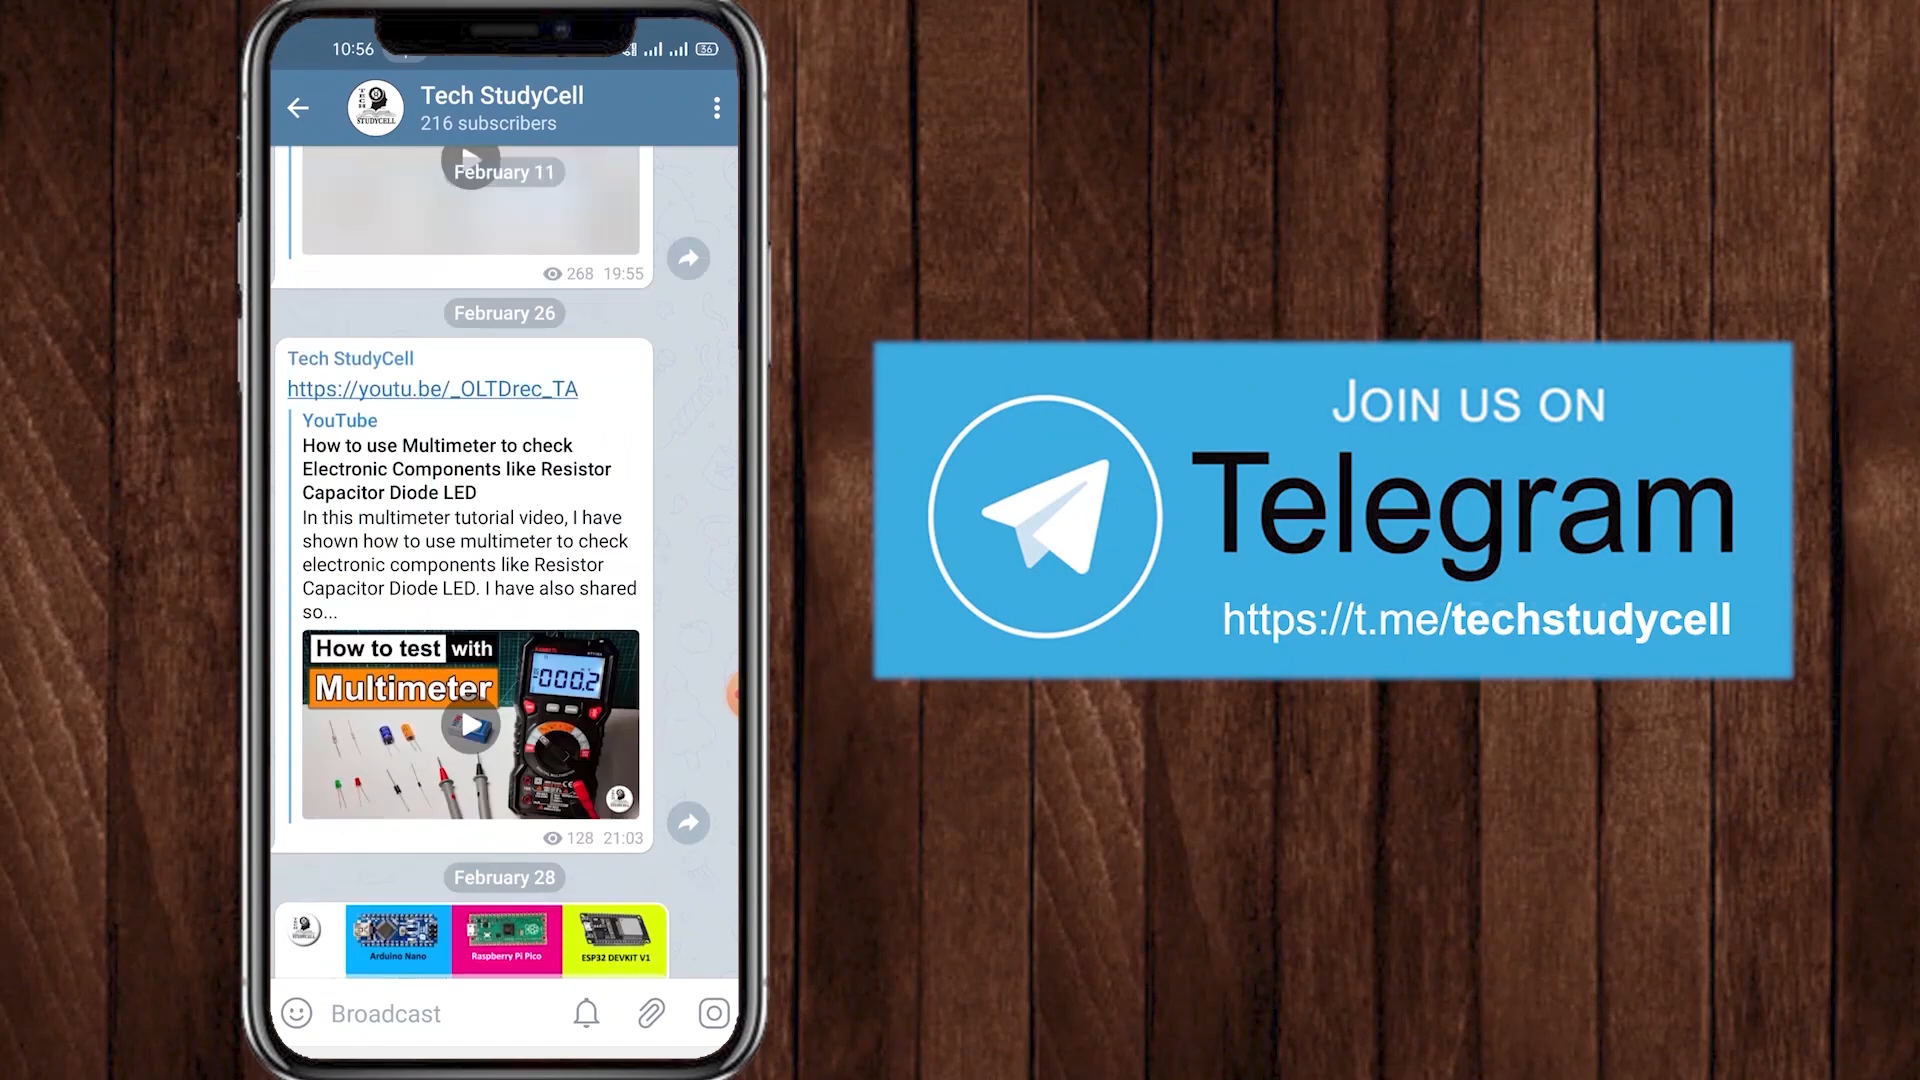 10:56
36
Tech StudyCell
216 subscribers
TECH
STUDYCELL
February 11
268 19:55
February 26
Tech StudyCell
https://youtu.be/_OLTDrec_TA
YouTube
How to use Multimeter to check
Electronic Components like Resistor
Capacitor Diode LED
In this multimeter tutorial video, I have
shown how to use multimeter to check
electronic components like Resistor
Capacitor Diode LED. I have also shared
so...
How to test with
Multimeter
-000.2
128 21:03
February 28
Arduino Nano
Raspberry Pi Pico
ESP32 DEVKIT V1
Broadcast
JOIN US ON
Telegram
https://t.me/techstudycell